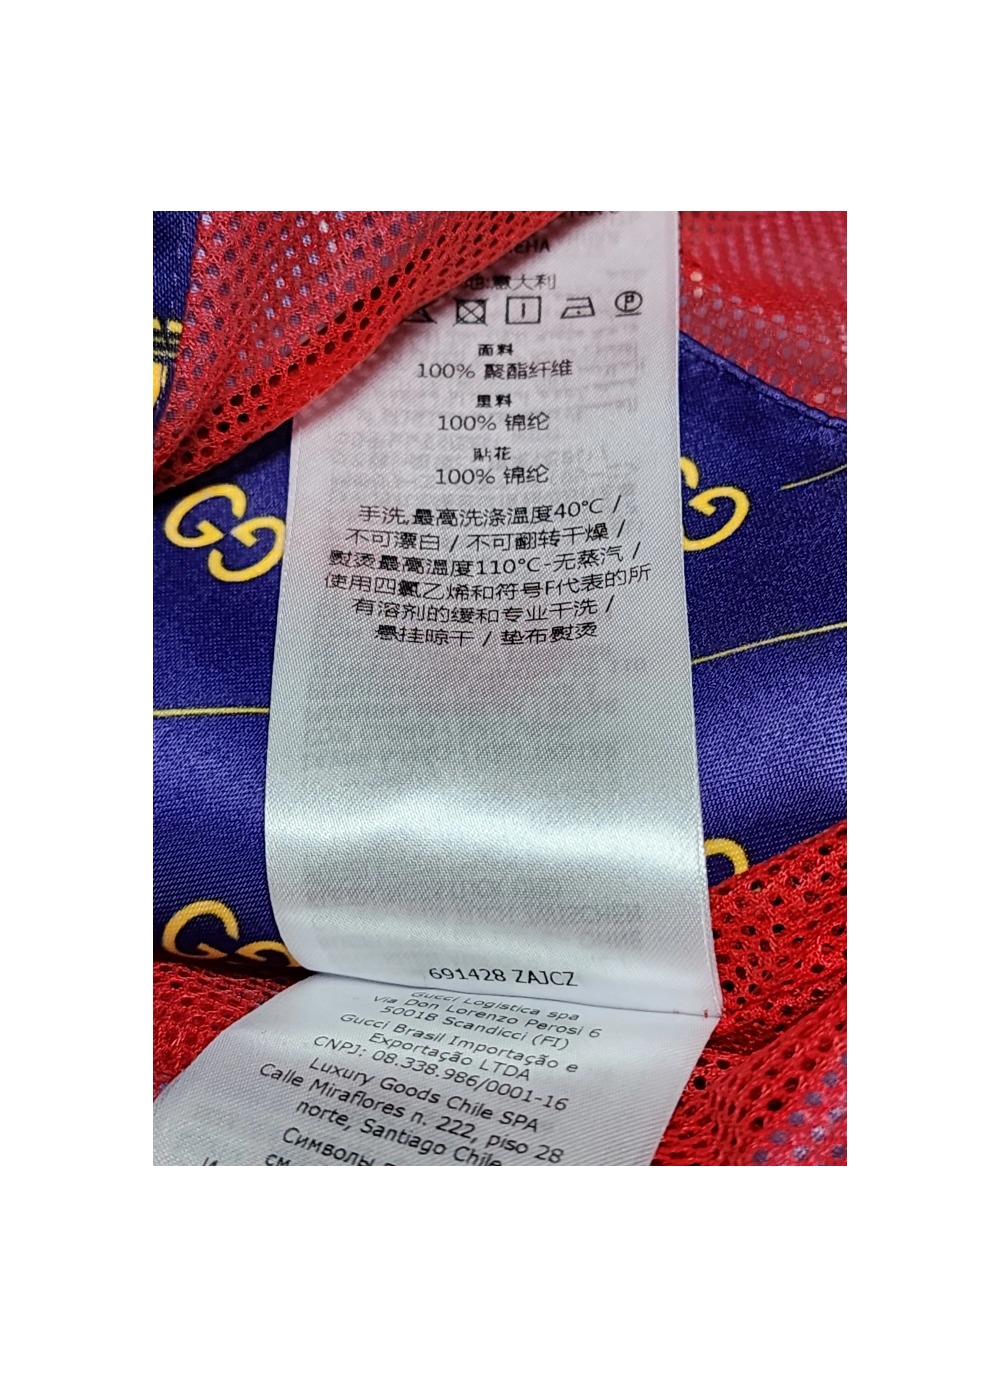 地:意大利
面料
100% 聚酯纤维
里料
100% 锦纶
贴花
100% 锦纶
手洗,最高洗涤温度40°C /
不可漂白 / 不可翻转干燥 /
熨烫最高温度110°C-无蒸汽 /
使用四氯乙烯和符号F代表的所
有溶剂的缓和专业干洗 /
悬挂晾干 / 垫布熨烫
691428 ZAJCZ
Gucci Logistica spa
Via Don Lorenzo Perosi 6
50018 Scandicci (FI)
Gucci Brasil Importação e
Exportação LTDA
CNPJ: 08.338.986/0001-16
Luxury Goods Chile SPA
Calle Miraflores n. 222, piso 28
norte, Santiago Chile
Символы